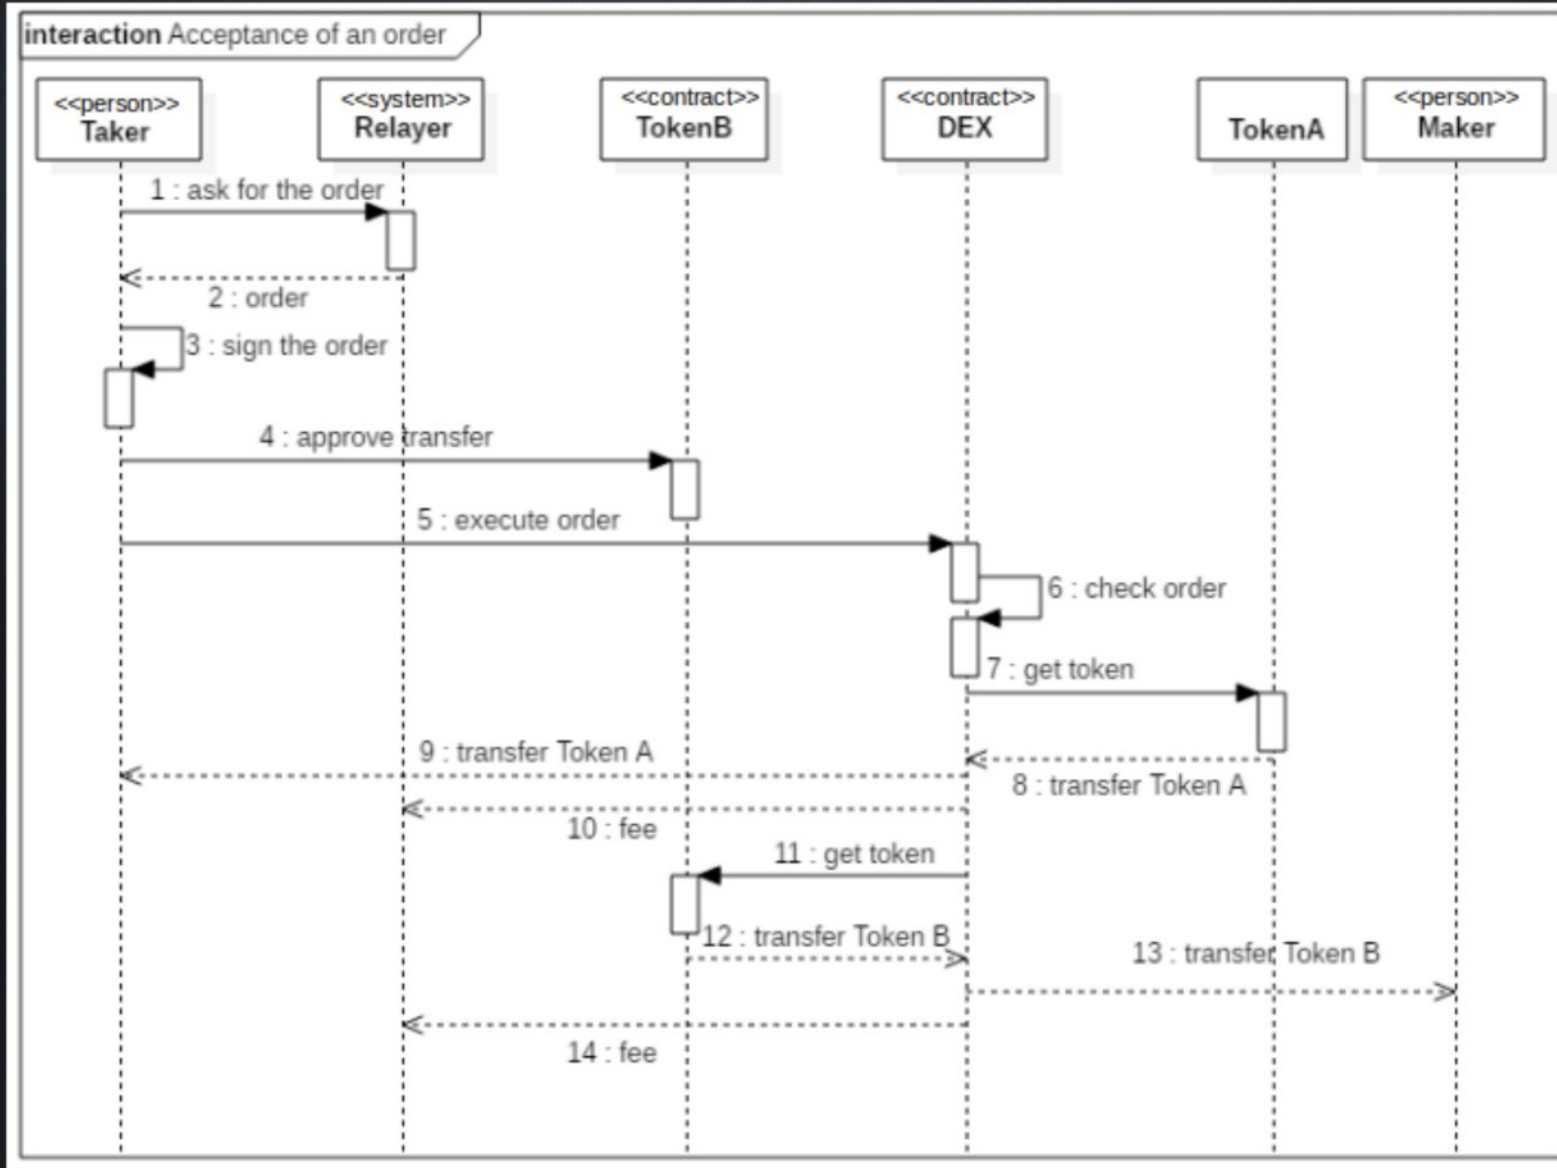 interaction Acceptance of an order
<<person>>
Taker
<<system>>
Relayer
<<contract>>
TokenB
<<contract>>
DEX
TokenA
<<person>>
Maker
1 : ask for the order
2 : order
3 : sign the order
4 : approve transfer
5 : execute order
6 : check order
7 : get token
9 : transfer Token A
8 : transfer Token A
10 : fee
11 : get token
12 : transfer Token B
13 : transfer Token B
14 : fee